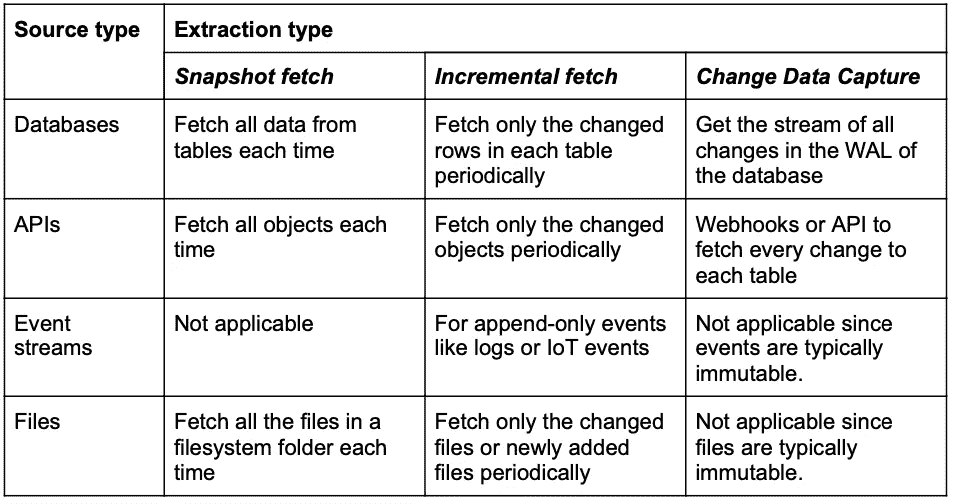 Source type
Extraction type
Snapshot fetch
Incremental fetch
Change Data Capture
Databases
Fetch all data from
tables each time
Fetch only the changed
rows in each table
periodically
Get the stream of all
changes in the WAL of
the database
APIs
Fetch all objects each
time
Fetch only the changed
objects periodically
Webhooks or API to
fetch every change to
each table
Event
streams
Not applicable
For append-only events
like logs or IoT events
Not applicable since
events are typically
immutable.
Files
Fetch all the files in a
filesystem folder each
time
Fetch only the changed
files or newly added
files periodically
Not applicable since
files are typically
immutable.